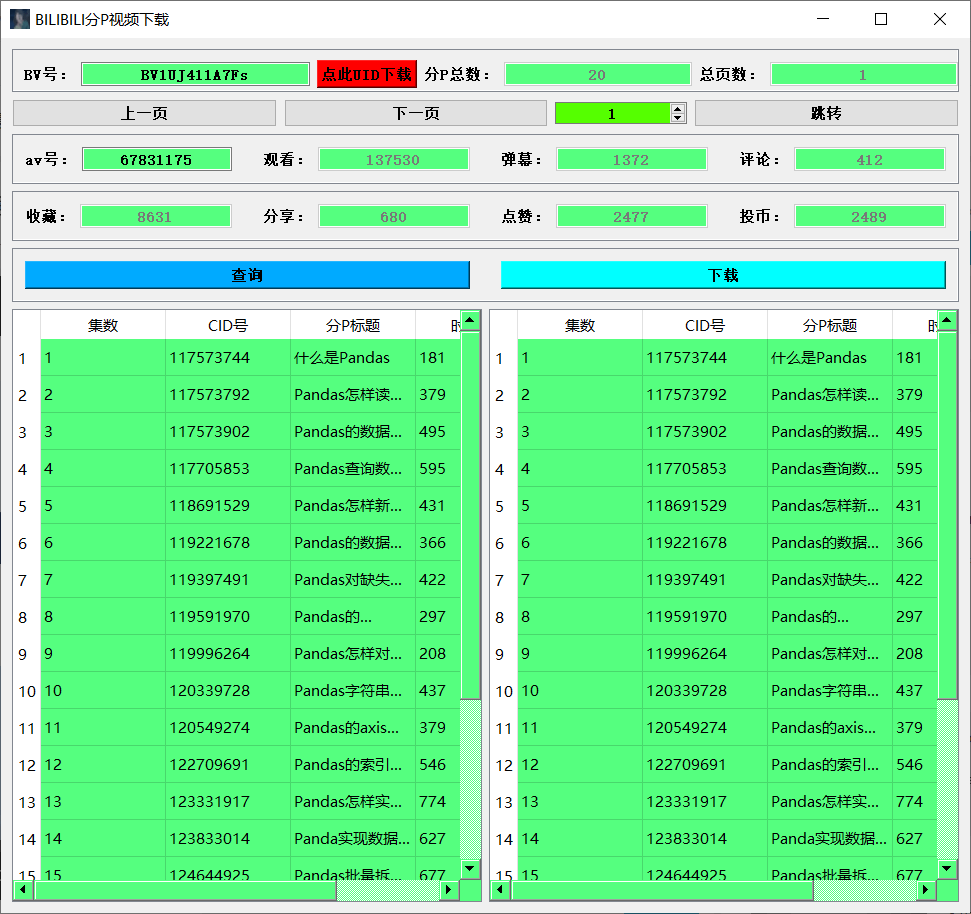 BILIBILI分P视频下载
BV号： BV1UJ411A7Fs 点此UID下载 分P总数： 20 总页数： 1
上一页 下一页 1 跳转
av号： 67831175 观看： 137530 弹幕： 1372 评论： 412
收藏： 8631 分享： 680 点赞： 2477 投币： 2489
查询 下载
集数 CID号 分P标题 集数 CID号 分P标题
1 1 117573744 什么是Pandas 181 1 1 117573744 什么是Pandas 181
2 2 117573792 Pandas怎样读... 379 2 2 117573792 Pandas怎样读... 379
3 3 117573902 Pandas的数据... 495 3 3 117573902 Pandas的数据... 495
4 4 117705853 Pandas查询数... 595 4 4 117705853 Pandas查询数... 595
5 5 118691529 Pandas怎样新... 431 5 5 118691529 Pandas怎样新... 431
6 6 119221678 Pandas的数据... 366 6 6 119221678 Pandas的数据... 366
7 7 119397491 Pandas对缺失... 422 7 7 119397491 Pandas对缺失... 422
8 8 119591970 Pandas的... 297 8 8 119591970 Pandas的... 297
9 9 119996264 Pandas怎样对... 208 9 9 119996264 Pandas怎样对... 208
10 10 120339728 Pandas字符串... 437 10 10 120339728 Pandas字符串... 437
11 11 120549274 Pandas的axis... 379 11 11 120549274 Pandas的axis... 379
12 12 122709691 Pandas的索引... 546 12 12 122709691 Pandas的索引... 546
13 13 123331917 Pandas怎样实... 774 13 13 123331917 Pandas怎样实... 774
14 14 123833014 Panda实现数据... 627 14 14 123833014 Panda实现数据... 627
15 15 124644925 Pandas批量拆... 677 15 15 124644925 Pandas批量拆... 677